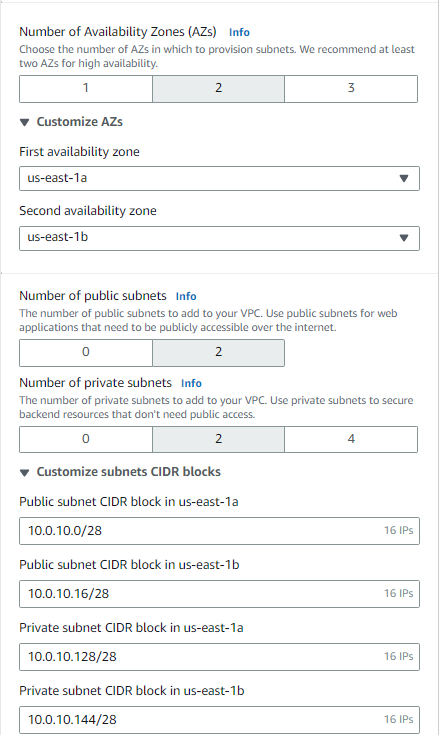 Number of Availability Zones (AZs) Info
Choose the number of AZs in which to provision subnets. We recommend at least
two AZs for high availability.
1 2 3
Customize AZs
First availability zone
us-east-1a
Second availability zone
us-east-1b
Number of public subnets Info
The number of public subnets to add to your VPC. Use public subnets for web
applications that need to be publicly accessible over the internet.
0 2
Number of private subnets Info
The number of private subnets to add to your VPC. Use private subnets to secure
backend resources that don't need public access.
0 2 4
Customize subnets CIDR blocks
Public subnet CIDR block in us-east-1a
10.0.10.0/28 16 IPs
Public subnet CIDR block in us-east-1b
10.0.10.16/28 16 IPs
Private subnet CIDR block in us-east-1a
10.0.10.128/28 16 IPs
Private subnet CIDR block in us-east-1b
10.0.10.144/28 16 IPs